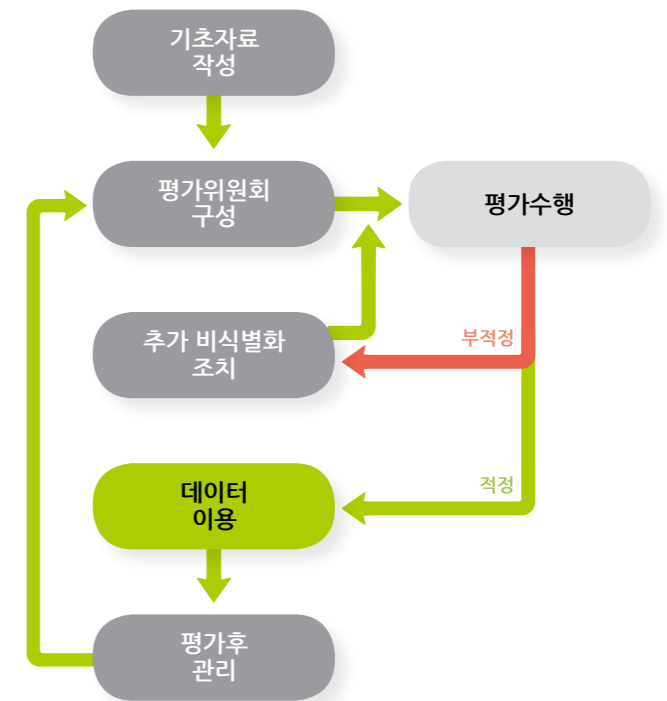 기초자료
작성
평가위원회
구성
평가수행
추가 비식별화
조치
부적정
적정
데이터
이용
평가후
관리